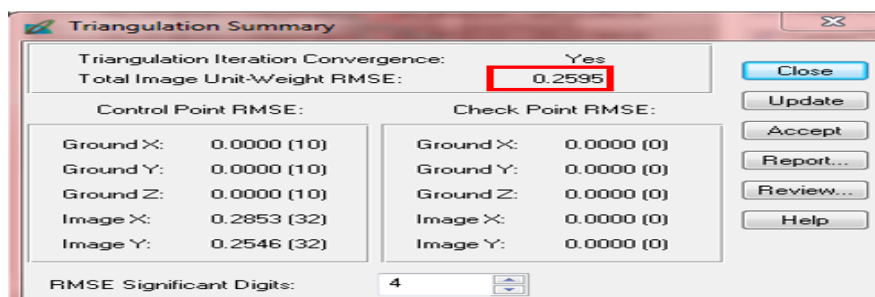 Triangulation Summary
Triangulation Iteration Convergence: Yes
Total Image Unit-Weight RMSE: 0.2595
Control Point RMSE:
Ground X: 0.0000 (10)
Ground Y: 0.0000 (10)
Ground Z: 0.0000 (10)
Image X: 0.2853 (32)
Image Y: 0.2546 (32)
Check Point RMSE:
Ground X: 0.0000 (0)
Ground Y: 0.0000 (0)
Ground Z: 0.0000 (0)
Image X: 0.0000 (0)
Image Y: 0.0000 (0)
RMSE Significant Digits: 4
Close
Update
Accept
Report...
Review...
Help